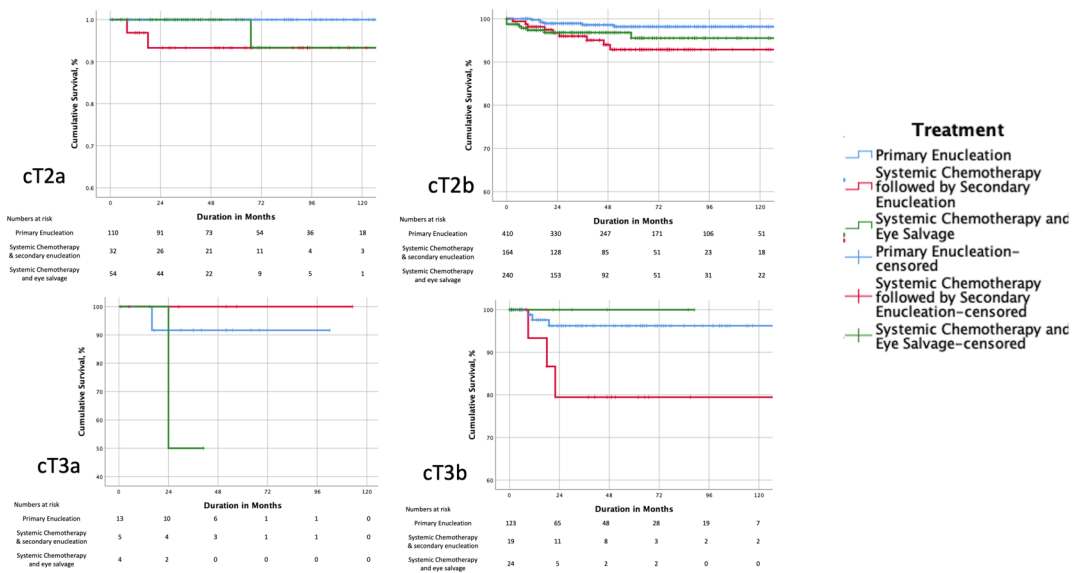 Cumulative Survival, %
1.0
0.9
0.8
0.7
0.6
cT2a
0 24 48 72 96 120
Duration in Months
Numbers at risk
Primary Enucleation 110 91 73 54 36 18
Systemic Chemotherapy
& secondary enucleation 32 26 21 11 4 3
Systemic Chemotherapy
and eye salvage 54 44 22 9 5 1
Cumulative Survival, %
100
90
80
70
60
cT2b
0 24 48 72 96 120
Duration in Months
Numbers at risk
Primary Enucleation 410 330 247 171 106 51
Systemic Chemotherapy
& secondary enucleation 164 128 85 51 23 18
Systemic Chemotherapy
and eye salvage 240 153 92 51 31 22
Cumulative Survival, %
100
90
80
70
60
50
40
cT3a
0 24 48 72 96 120
Duration in Months
Numbers at risk
Primary Enucleation 13 10 6 1 1 0
Systemic Chemotherapy
& secondary enucleation 5 4 3 1 1 0
Systemic Chemotherapy
and eye salvage 4 2 0 0 0 0
Cumulative Survival, %
100
90
80
70
60
cT3b
0 24 48 72 96 120
Duration in Months
Numbers at risk
Primary Enucleation 123 65 48 28 19 7
Systemic Chemotherapy
& secondary enucleation 19 11 8 3 2 2
Systemic Chemotherapy
and eye salvage 24 5 2 2 0 0
Treatment
Primary Enucleation
Systemic Chemotherapy
followed by Secondary
Enucleation
Systemic Chemotherapy and
Eye Salvage
Primary Enucleation-
censored
Systemic Chemotherapy
followed by Secondary
Enucleation-censored
Systemic Chemotherapy and
Eye Salvage-censored